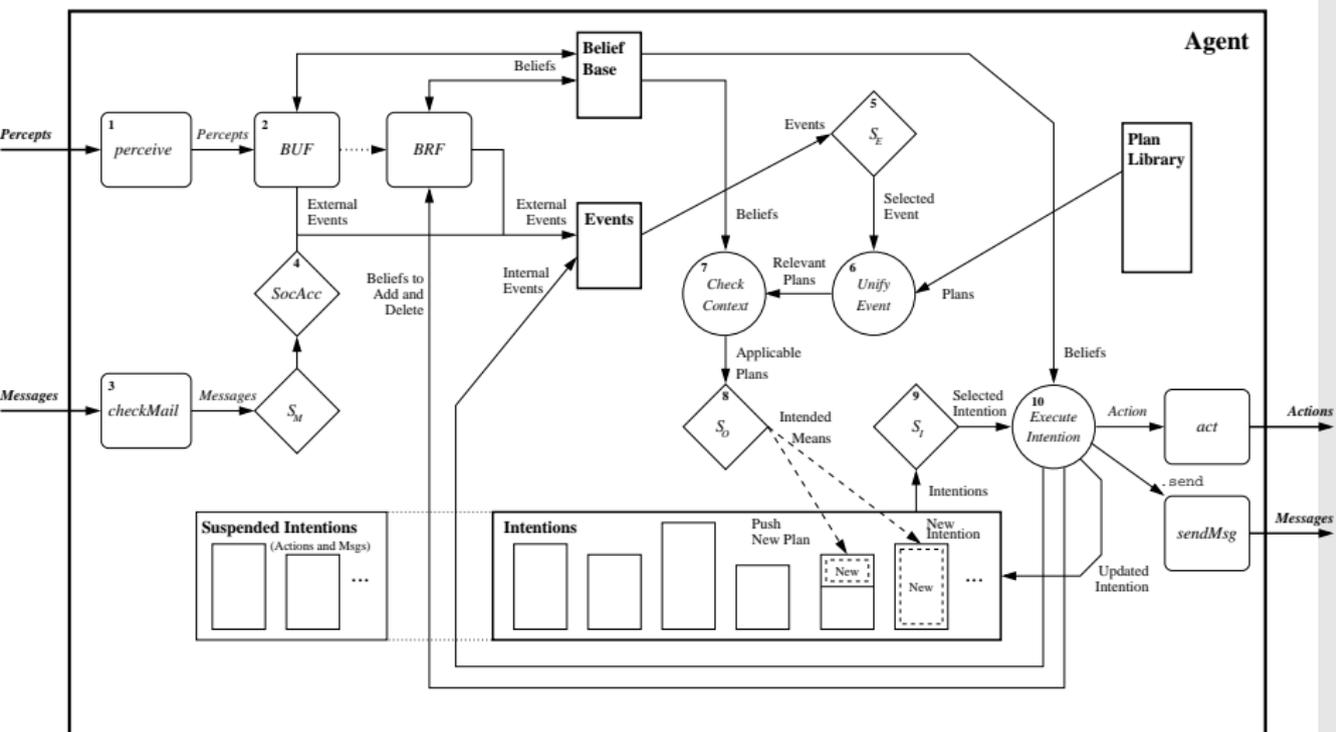 Agent
Belief
Base
Beliefs
5
S_E
Events
Plan
Library
Percepts
1
perceive
Percepts
2
BUF
BRF
External
Events
External
Events
Events
Selected
Event
Beliefs
4
SocAcc
Beliefs to
Add and
Delete
Internal
Events
7
Check
Context
Relevant
Plans
6
Unify
Event
Plans
Applicable
Plans
Beliefs
Messages
3
checkMail
Messages
S_M
8
S_O
Intended
Means
9
S_I
Selected
Intention
10
Execute
Intention
Action
act
Actions
.send
sendMsg
Messages
Intentions
Suspended Intentions
(Actions and Msgs)
...
Intentions
Push
New Plan
New
New
Intention
New
...
Updated
Intention